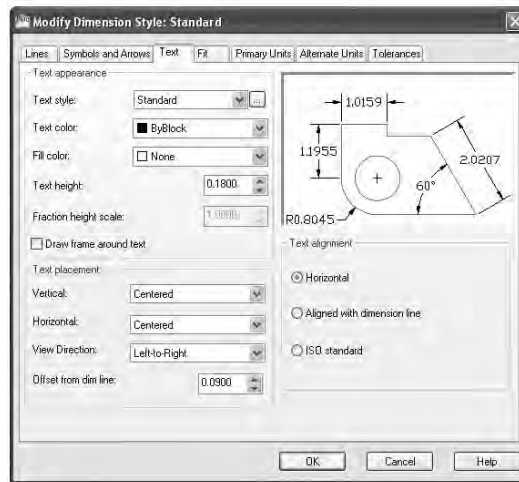 Modify Dimension Style: Standard
Lines
Symbols and Arrows
Text
Fit
Primary Units
Alternate Units
Tolerances
Text appearance
Text style:
Standard
...
Text color:
ByBlock
Fill color:
None
Text height:
0.1800
Fraction height scale:
1.0000
Draw frame around text
Text placement
Vertical:
Centered
Horizontal:
Centered
View Direction:
Left-to-Right
Offset from dim line:
0.0900
1.0159
1.1955
2.0207
60°
R0.8045
Text alignment
Horizontal
Aligned with dimension line
ISO standard
OK
Cancel
Help